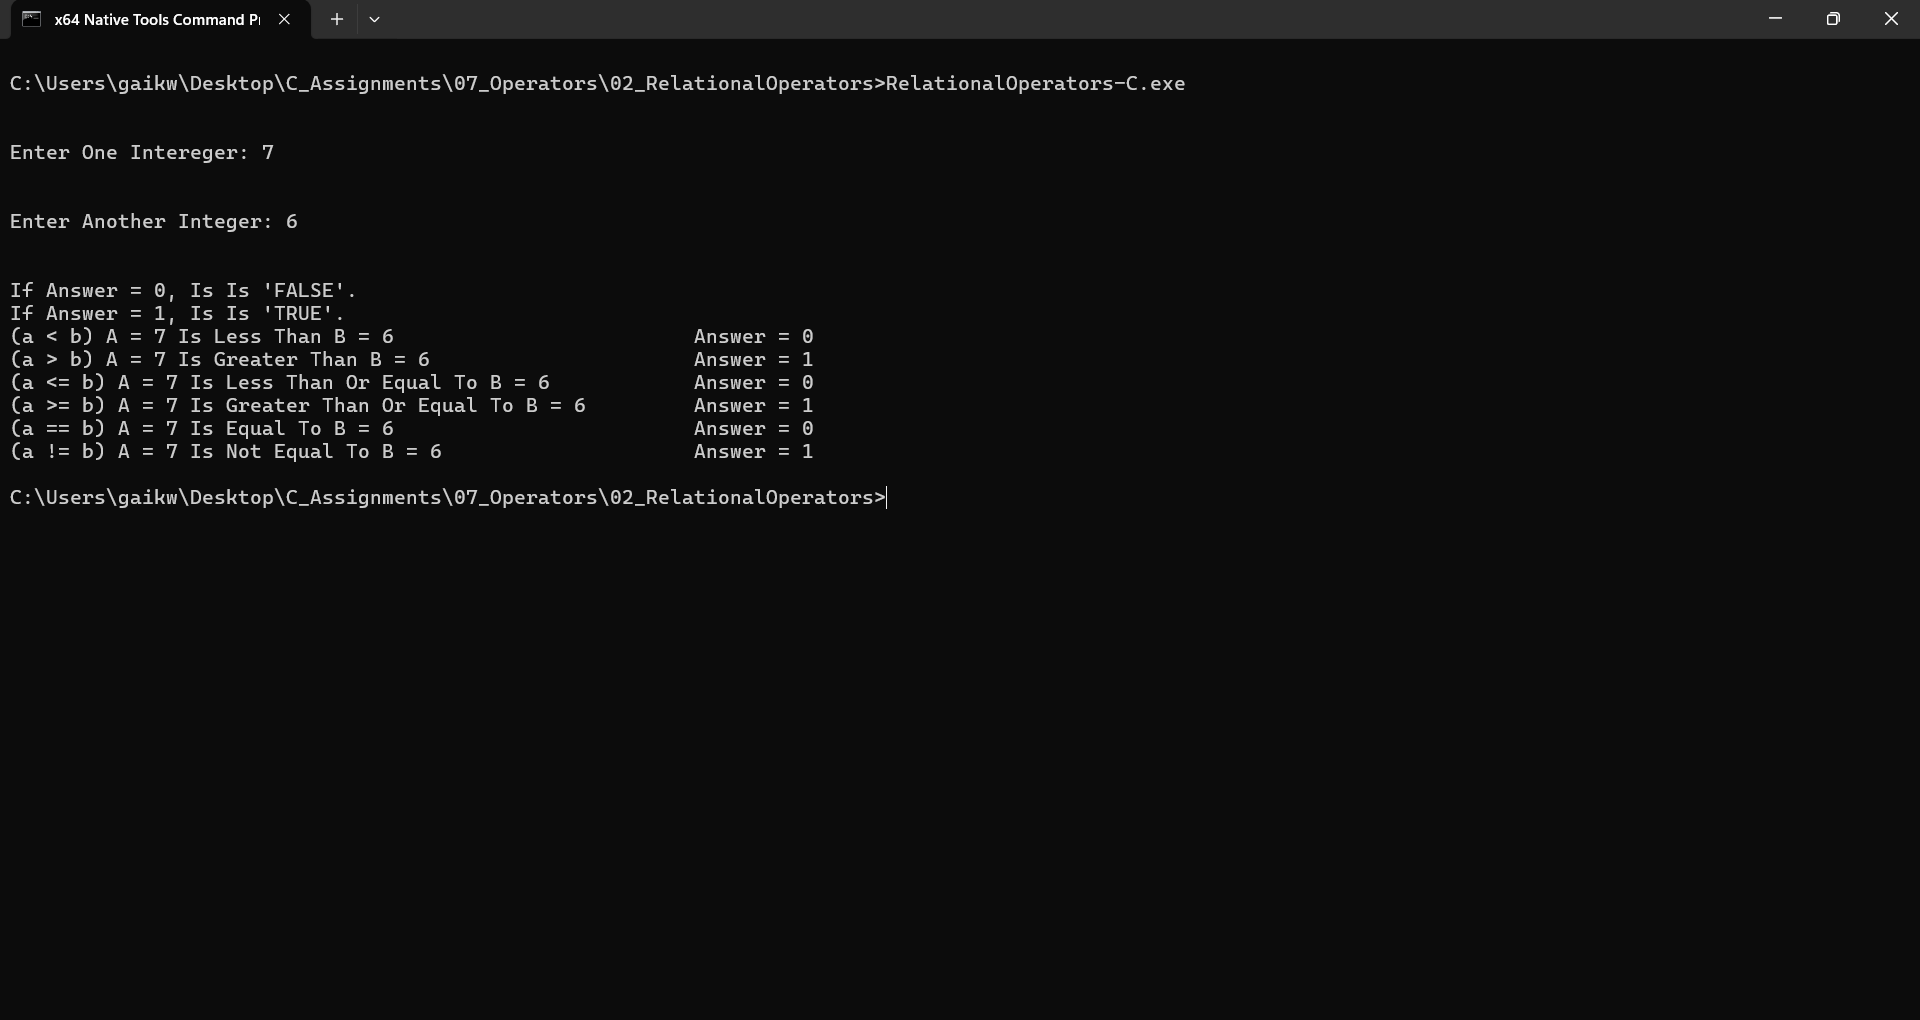 x64 Native Tools Command P
C:\Users\gaikw\Desktop\C_Assignments\07_Operators\02_RelationalOperators>RelationalOperators-C.exe
Enter One Intereger: 7
Enter Another Integer: 6
If Answer = 0, Is Is 'FALSE'.
If Answer = 1, Is Is 'TRUE'.
(a < b) A = 7 Is Less Than B = 6                         Answer = 0
(a > b) A = 7 Is Greater Than B = 6                      Answer = 1
(a <= b) A = 7 Is Less Than Or Equal To B = 6            Answer = 0
(a >= b) A = 7 Is Greater Than Or Equal To B = 6         Answer = 1
(a == b) A = 7 Is Equal To B = 6                         Answer = 0
(a != b) A = 7 Is Not Equal To B = 6                     Answer = 1
C:\Users\gaikw\Desktop\C_Assignments\07_Operators\02_RelationalOperators>